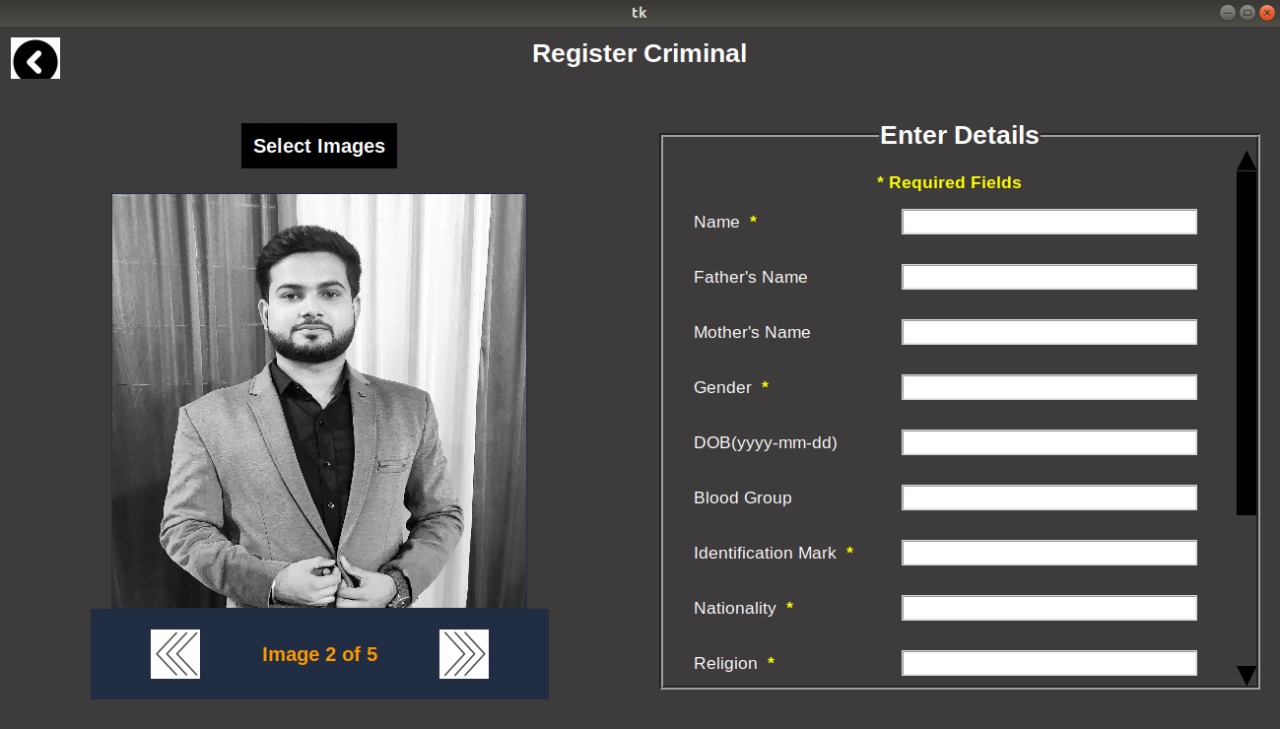 tk
Register Criminal
Select Images
Image 2 of 5
Enter Details
* Required Fields
Name *
Father's Name
Mother's Name
Gender *
DOB(yyyy-mm-dd)
Blood Group
Identification Mark *
Nationality *
Religion *